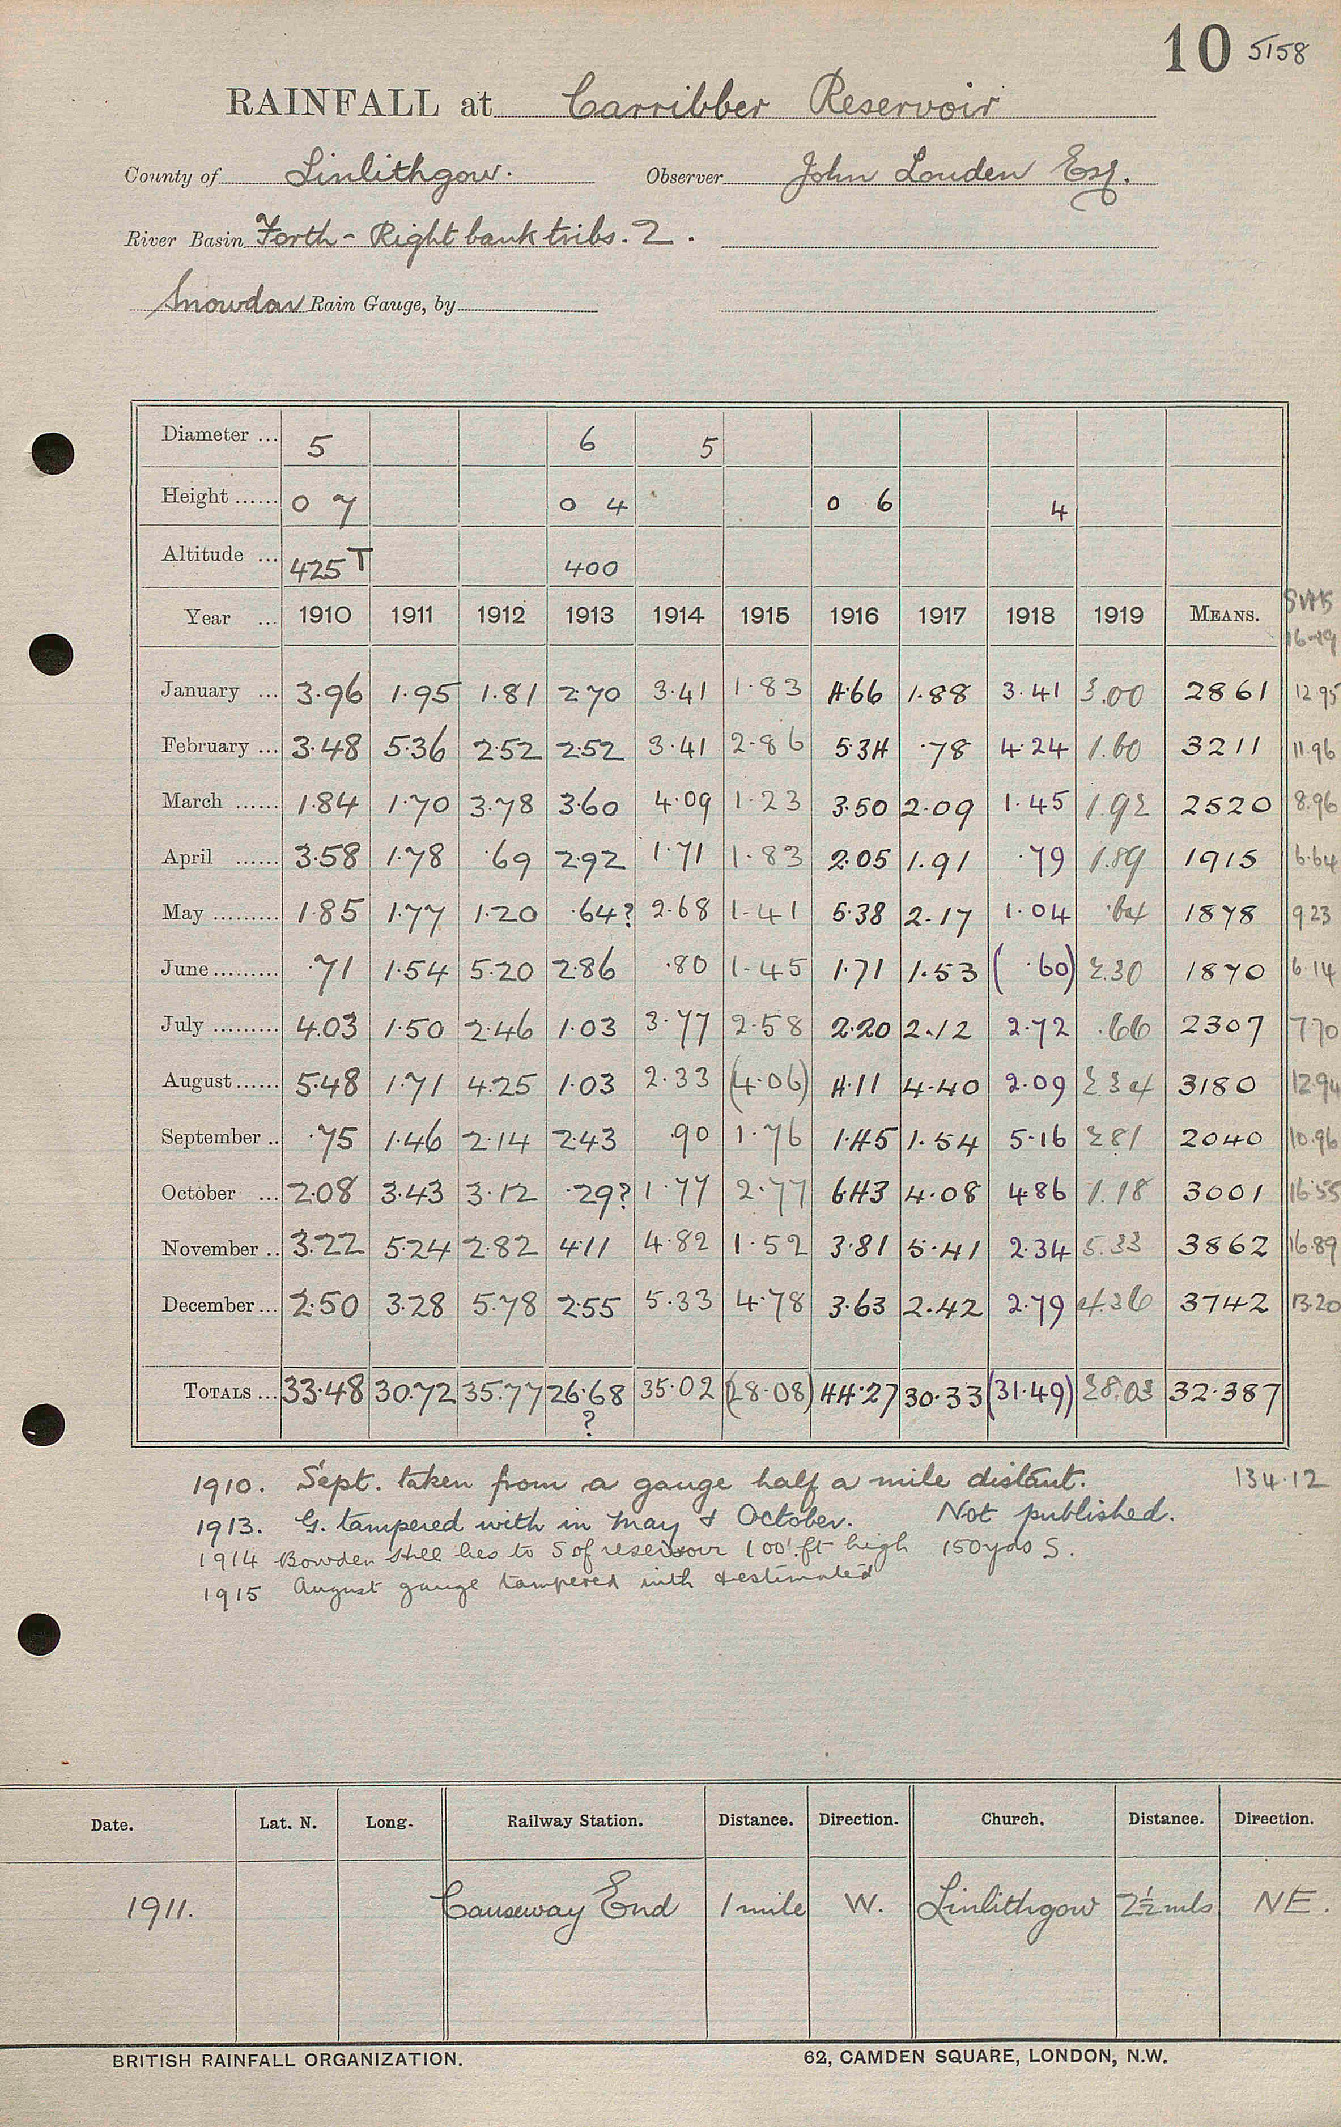 10 5158
RAINFALL at Carribber Reservoir
County of Linlithgow. Observer John Louden Esq.
River Basin Forth - Right bank tribs. 2.
Snowdon Rain Gauge, by
Diameter ... 5 6 5
Height ...... 0 7 0 4 0 6 4
Altitude ... 425 T 400
Year ... 1910 1911 1912 1913 1914 1915 1916 1917 1918 1919 MEANS. 16-19
January ... 3.96 1.95 1.81 2.70 3.41 1.83 4.66 1.88 3.41 3.00 2861 12.95
February ... 3.48 5.36 2.52 2.52 3.41 2.86 5.34 .78 4.24 1.60 3211 11.96
March ...... 1.84 1.70 3.78 3.60 4.09 1.23 3.50 2.09 1.45 1.92 2520 8.96
April ...... 3.58 1.78 .69 2.92 1.71 1.83 2.05 1.91 .79 1.89 1915 6.64
May ......... 1.85 1.77 1.20 .64? 2.68 1.41 5.38 2.17 1.04 .64 1878 9.23
June ......... .71 1.54 5.20 2.86 .80 1.45 1.71 1.53 (.60) 2.30 1870 6.14
July ......... 4.03 1.50 2.46 1.03 3.77 2.58 2.20 2.12 2.72 .66 2307 7.70
August ...... 5.48 1.71 4.25 1.03 2.33 (4.06) 4.11 4.40 2.09 2.34 3180 12.94
September .. .75 1.46 2.14 2.43 .90 1.76 1.45 1.54 5.16 2.81 2040 10.96
October ... 2.08 3.43 3.12 .29? 1.77 2.77 6.43 4.08 4.86 1.18 3001 16.55
November .. 3.22 5.24 2.82 4.11 4.82 1.52 3.81 5.41 2.34 5.33 3862 16.89
December ... 2.50 3.28 5.78 2.55 5.33 4.78 3.63 2.42 2.79 4.36 3742 13.20
TOTALS ... 33.48 30.72 35.77 26.68 ? 35.02 (28.08) 44.27 30.33 (31.49) 28.03 32.387
134.12
1910. Sept. taken from a gauge half a mile distant.
1913. G. tampered with in May & October. Not published.
1914 Bowden Hill lies to S of reservoir 100' ft high 150 yds S.
1915 August gauge tampered with & estimated
Date. Lat. N. Long. Railway Station. Distance. Direction. Church. Distance. Direction.
1911. Causeway End 1 mile W. Linlithgow 2½ mls NE.
BRITISH RAINFALL ORGANIZATION. 62, CAMDEN SQUARE, LONDON, N.W.